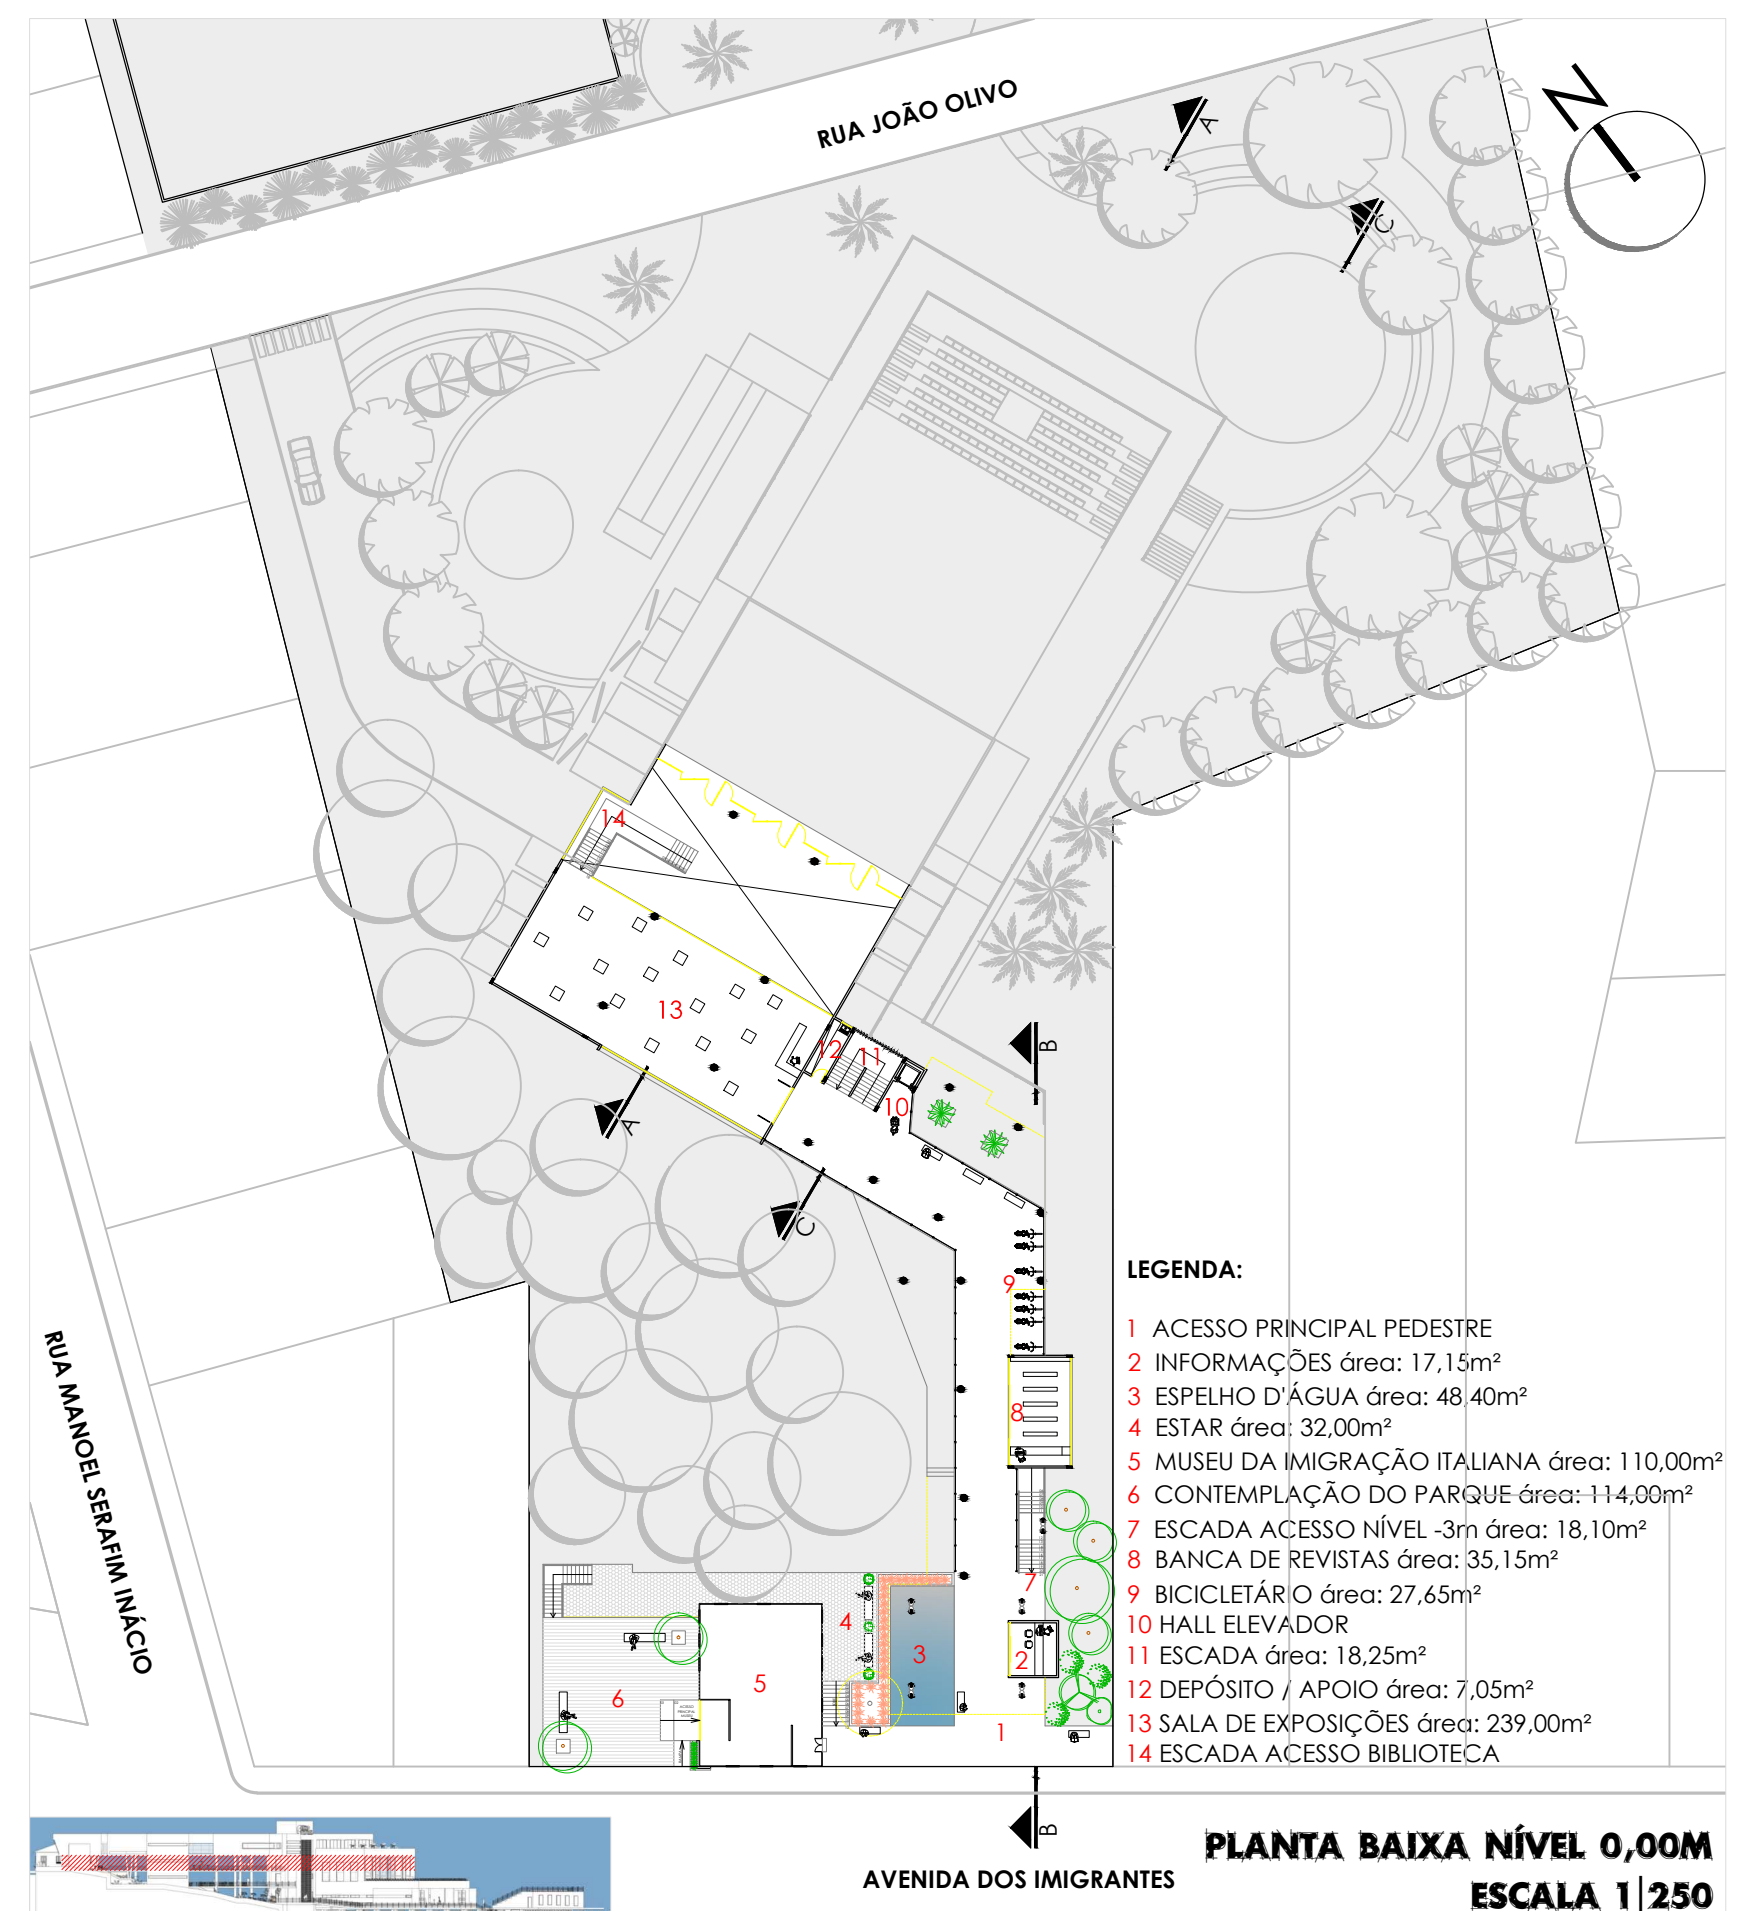 RUA JOÃO OLIVO
A
N
C
14
13
12
11
10
B
A
C
9
LEGENDA:
1 ACESSO PRINCIPAL PEDESTRE
2 INFORMAÇÕES área: 17,15m²
3 ESPELHO D'ÁGUA área: 48,40m²
4 ESTAR área: 32,00m²
5 MUSEU DA IMIGRAÇÃO ITALIANA área: 110,00m²
6 CONTEMPLAÇÃO DO PARQUE área: 114,00m²
7 ESCADA ACESSO NÍVEL -3m área: 18,10m²
8 BANCA DE REVISTAS área: 35,15m²
9 BICICLETÁRIO área: 27,65m²
10 HALL ELEVADOR
11 ESCADA área: 18,25m²
12 DEPÓSITO / APOIO área: 7,05m²
13 SALA DE EXPOSIÇÕES área: 239,00m²
14 ESCADA ACESSO BIBLIOTECA
8
7
4
3
2
5
6
ACESSO
PRINCIPAL
MUSEU
1
RUA MANOEL SERAFIM INÁCIO
B
AVENIDA DOS IMIGRANTES
PLANTA BAIXA NÍVEL 0,00M
ESCALA 1|250